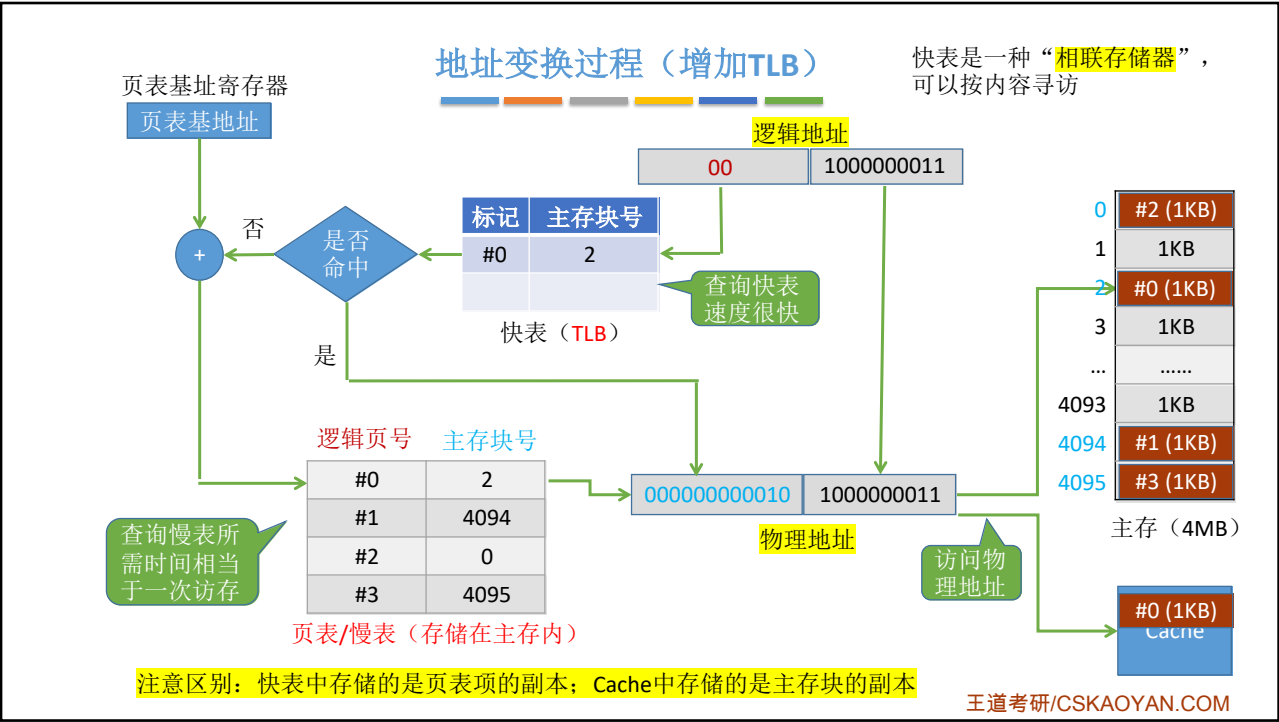 地址变换过程（增加TLB）
快表是一种“相联存储器”，
可以按内容寻访
页表基址寄存器
页表基地址
逻辑地址
00 1000000011
标记 主存块号
#0 2
快表（TLB）
查询快表
速度很快
是否
命中
否
是
+
逻辑页号 主存块号
#0 2
#1 4094
#2 0
#3 4095
页表/慢表（存储在主存内）
查询慢表所
需时间相当
于一次访存
000000000010 1000000011
物理地址
访问物
理地址
0 #2 (1KB)
1 1KB
2 #0 (1KB)
3 1KB
... ......
4093 1KB
4094 #1 (1KB)
4095 #3 (1KB)
主存（4MB）
#0 (1KB)
Cache
注意区别：快表中存储的是页表项的副本；Cache中存储的是主存块的副本
王道考研/CSKAOYAN.COM